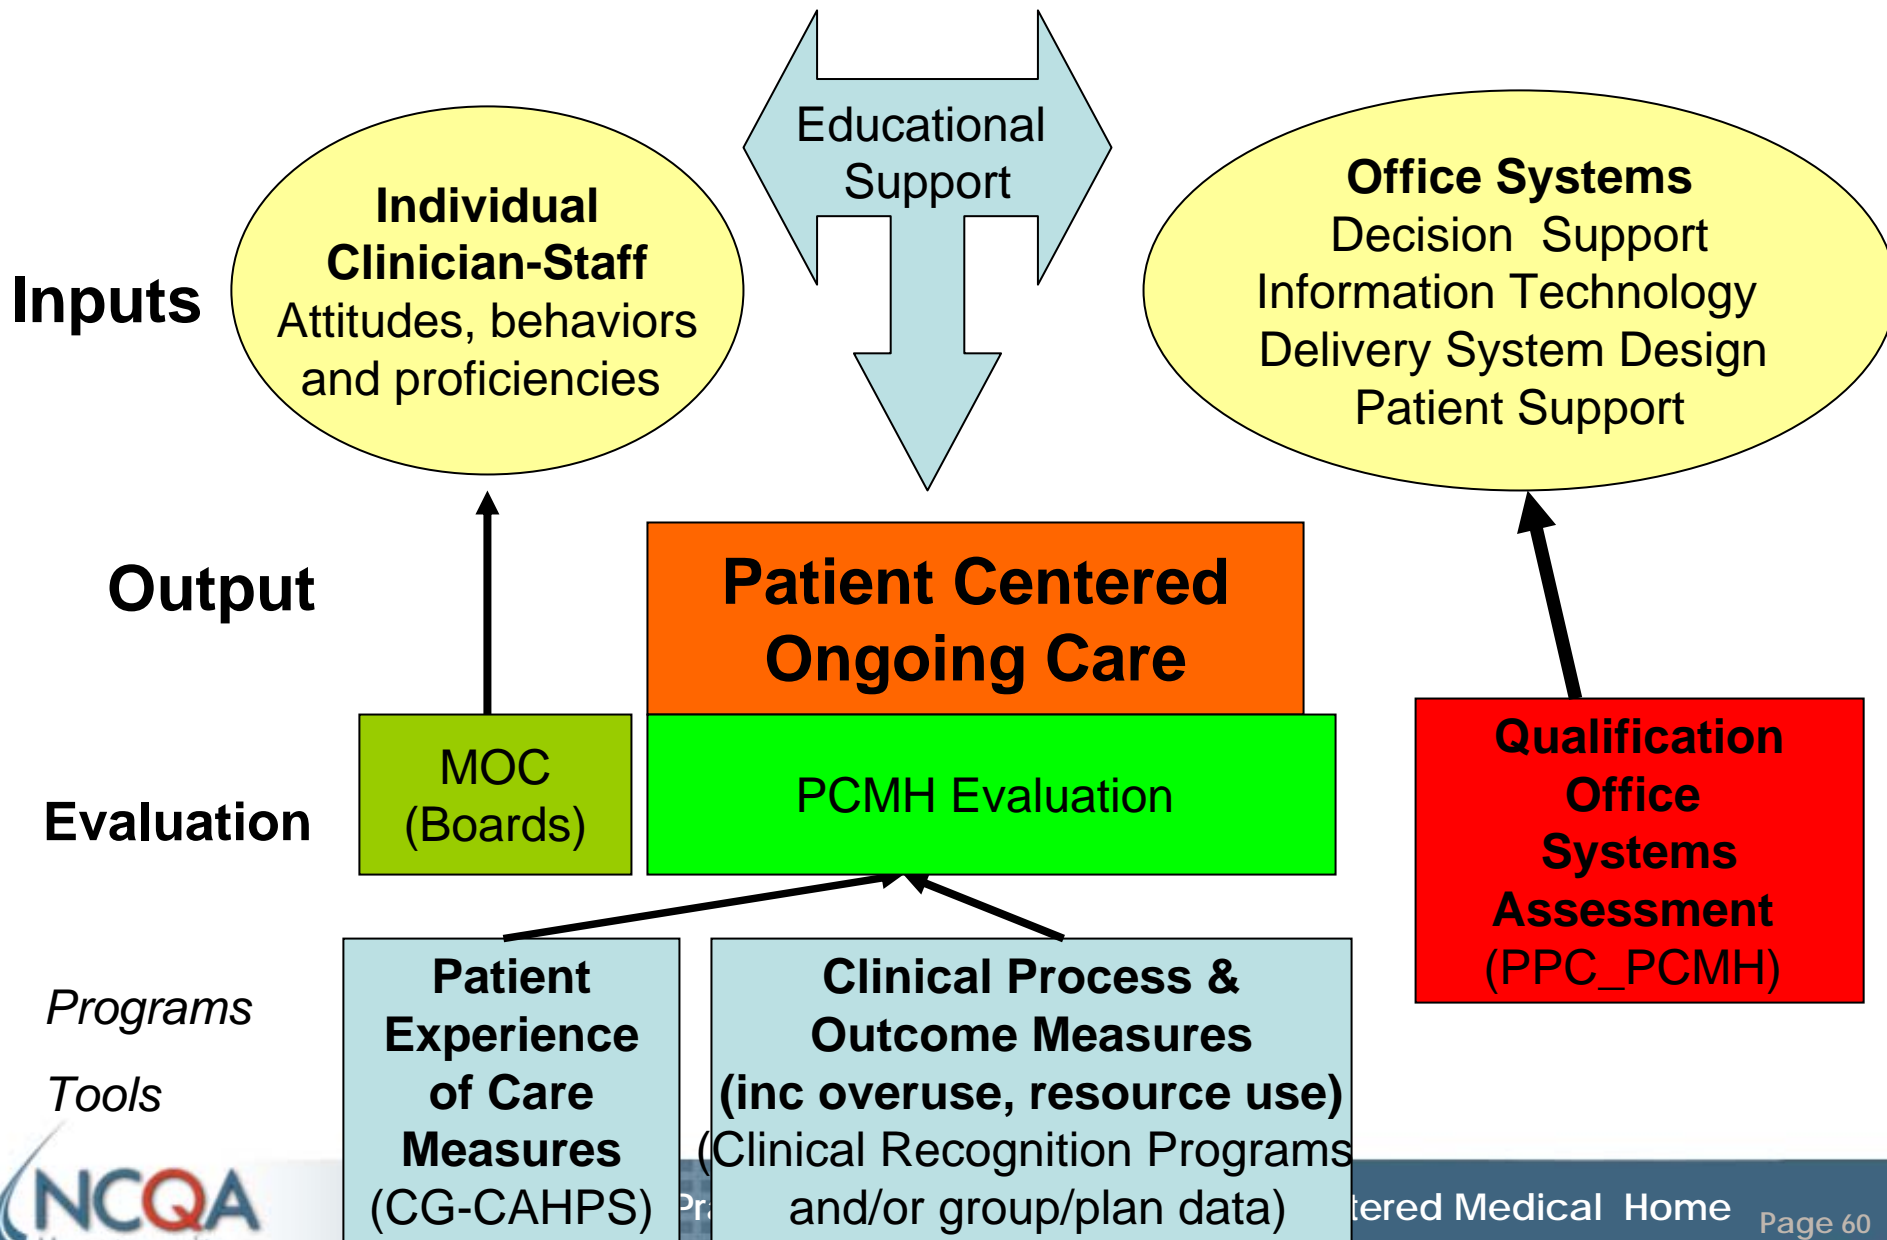 Educational
Support
Inputs
Individual
Clinician-Staff
Attitudes, behaviors
and proficiencies
Office Systems
Decision Support
Information Technology
Delivery System Design
Patient Support
Output
Patient Centered
Ongoing Care
Evaluation
MOC
(Boards)
PCMH Evaluation
Qualification
Office
Systems
Assessment
(PPC_PCMH)
Programs
Tools
Patient
Experience
of Care
Measures
(CG-CAHPS)
Clinical Process &
Outcome Measures
(inc overuse, resource use)
(Clinical Recognition Programs
and/or group/plan data)
NCQA
tered Medical Home
Page 60